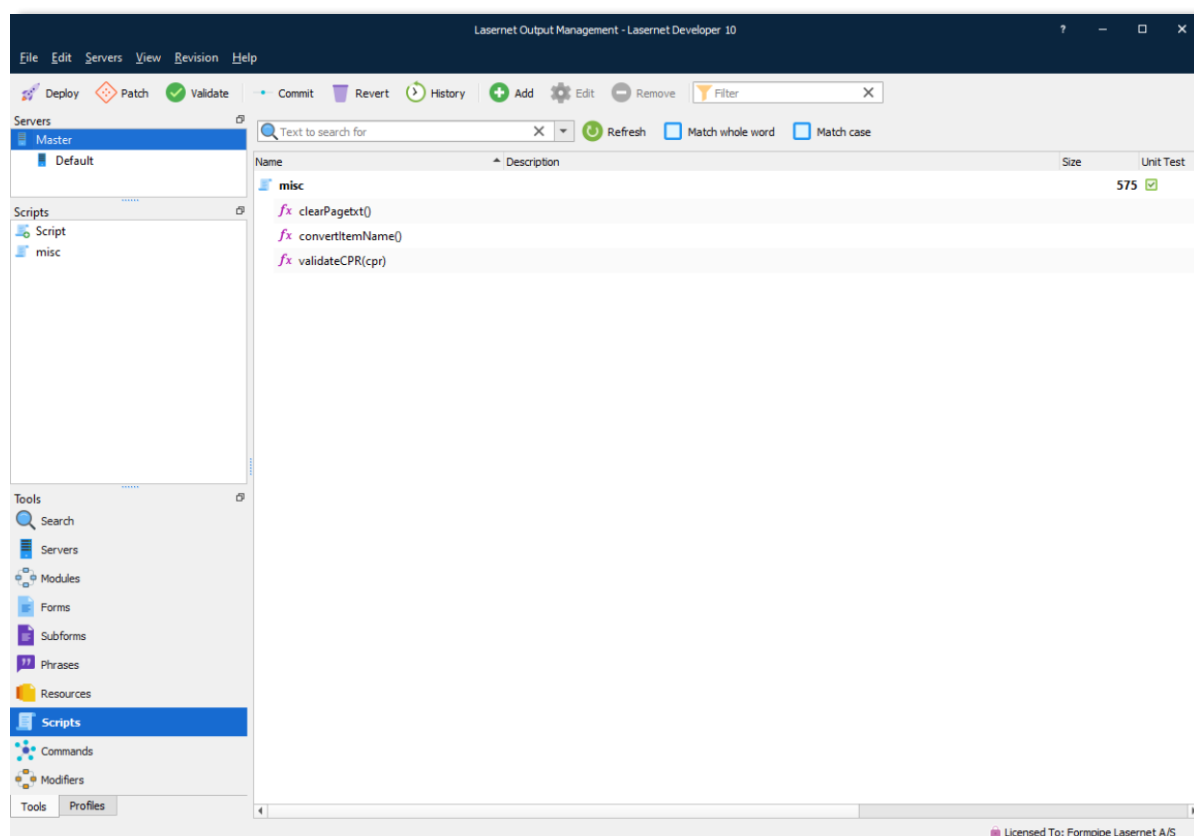 Lasernet Output Management - Lasernet Developer 10
File Edit Servers View Revision Help
Deploy Patch Validate Commit Revert History Add Edit Remove Filter
Servers
Master
Default
Text to search for Refresh Match whole word Match case
Name Description Size Unit Test
misc 575
fx clearPagetxt()
fx convertItemName()
fx validateCPR(cpr)
Scripts
Script
misc
Tools
Search
Servers
Modules
Forms
Subforms
Phrases
Resources
Scripts
Commands
Modifiers
Tools Profiles
Licensed To: Formpipe Lasernet A/S